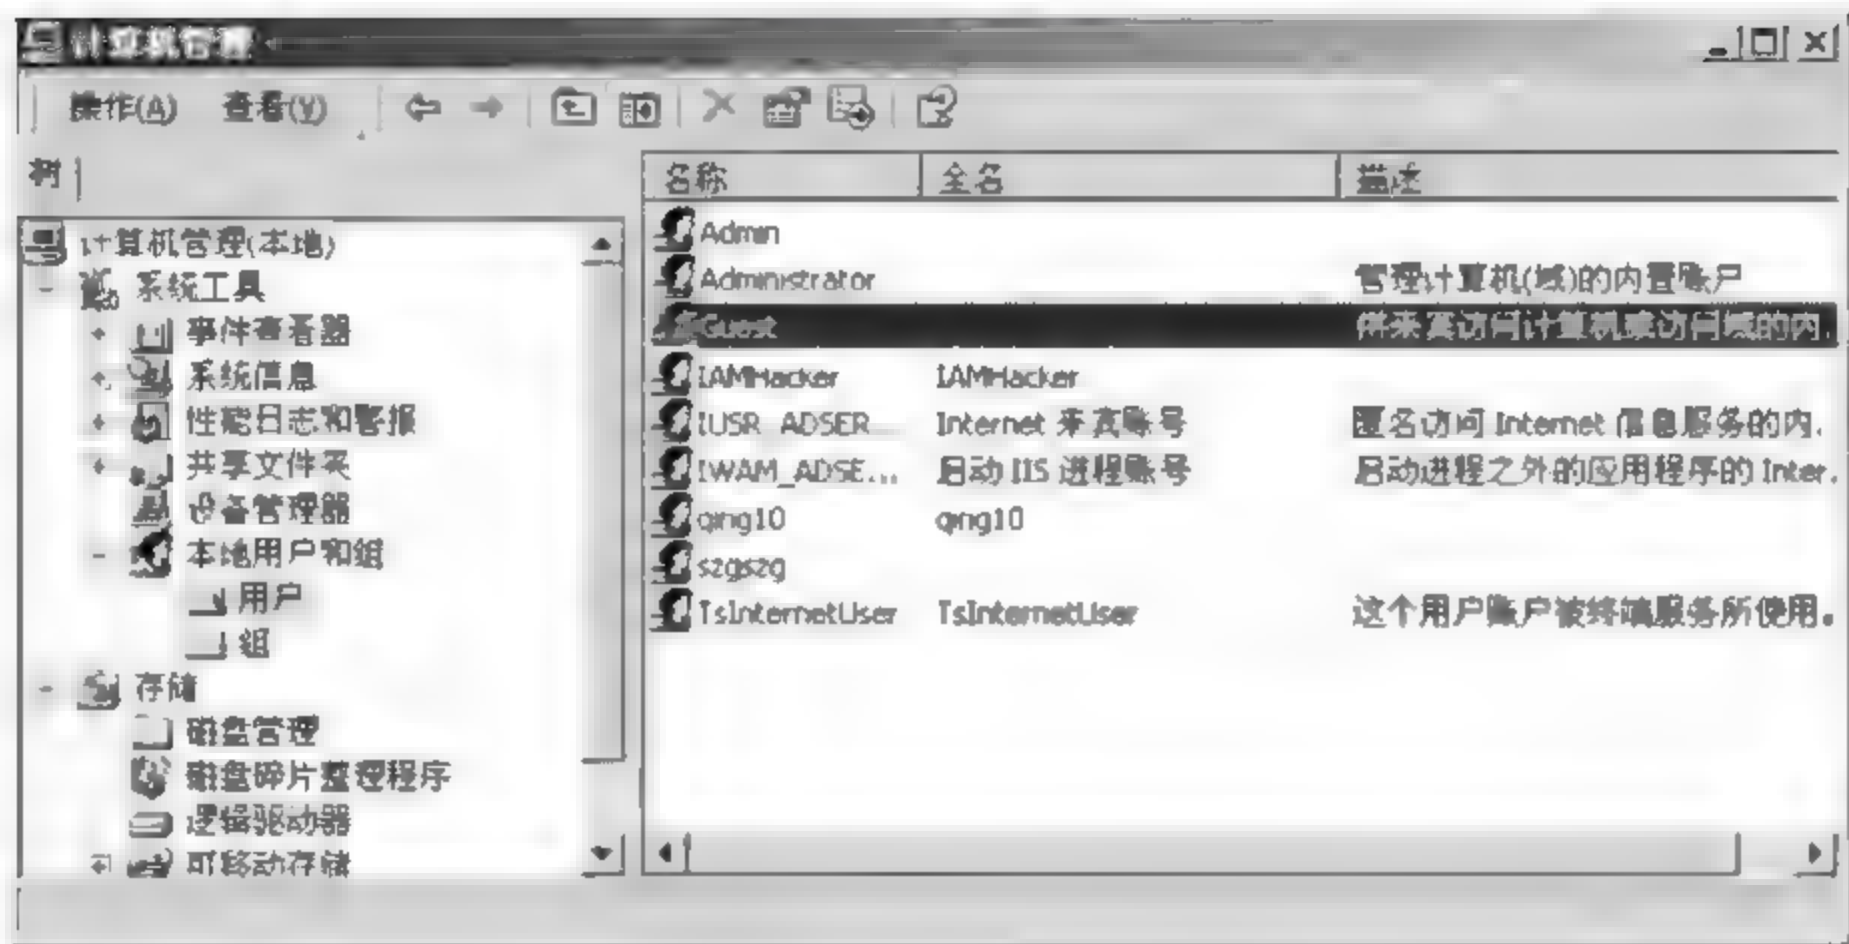 计算机管理
操作(A) 查看(V)
树
计算机管理(本地)
系统工具
事件查看器
系统信息
性能日志和警报
共享文件夹
设备管理器
本地用户和组
用户
组
存储
磁盘管理
磁盘碎片整理程序
逻辑驱动器
可移动存储
名称 全名 描述
Admin
Administrator 管理计算机(域)的内置账户
Guest 供来宾访问计算机或访问域的内.
IAMHacker IAMHacker
IUSR_ADSER... Internet 来宾账号 匿名访问 Internet 信息服务的内.
IWAM_ADSE... 启动 IIS 进程账号 启动进程之外的应用程序的 Inter.
qing10 qing10
szgszg
TsInternetUser TsInternetUser 这个用户账户被终端服务所使用。